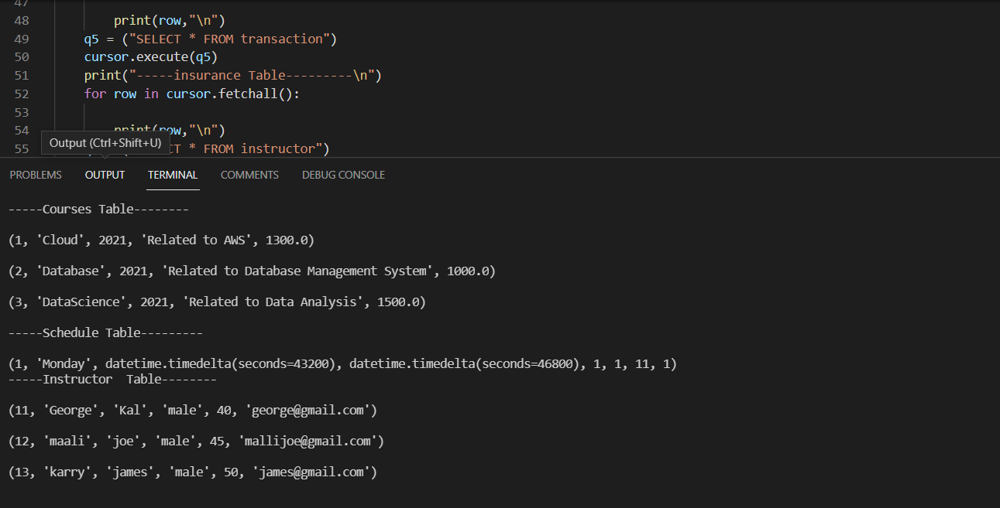 47
48 print(row,"\n")
49 q5 = ("SELECT * FROM transaction")
50 cursor.execute(q5)
51 print("-----insurance Table---------\n")
52 for row in cursor.fetchall():
53
54 print(row,"\n")
Output (Ctrl+Shift+U)
55 * FROM instructor")
PROBLEMS OUTPUT TERMINAL COMMENTS DEBUG CONSOLE
-----Courses Table--------
(1, 'Cloud', 2021, 'Related to AWS', 1300.0)
(2, 'Database', 2021, 'Related to Database Management System', 1000.0)
(3, 'DataScience', 2021, 'Related to Data Analysis', 1500.0)
-----Schedule Table---------
(1, 'Monday', datetime.timedelta(seconds=43200), datetime.timedelta(seconds=46800), 1, 1, 11, 1)
-----Instructor  Table--------
(11, 'George', 'Kal', 'male', 40, 'george@gmail.com')
(12, 'maali', 'joe', 'male', 45, 'mallijoe@gmail.com')
(13, 'karry', 'james', 'male', 50, 'james@gmail.com')